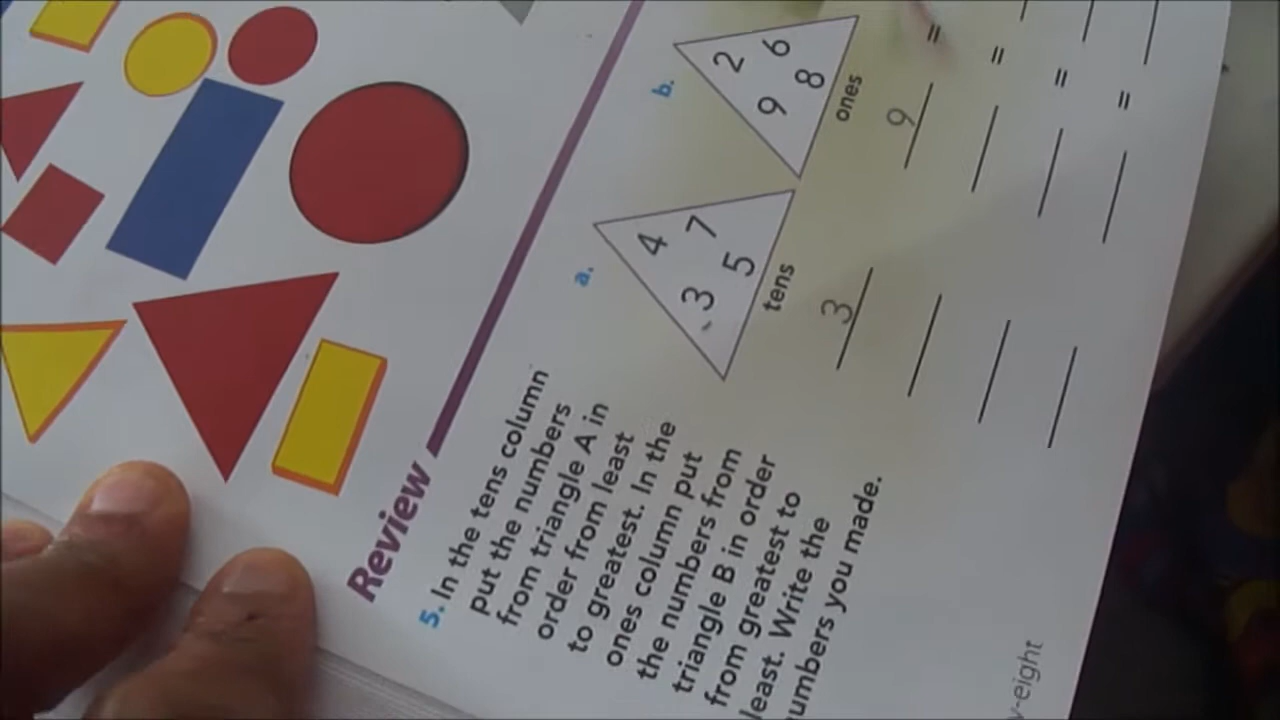 Review
5. In the tens column
put the numbers
from triangle A in
order from least
to greatest. In the
ones column put
the numbers from
triangle B in order
from greatest to
least. Write the
umbers you made.
a.
4
3 7
5
tens
b.
2
9 6
8
ones
3 9 =
=
=
=
y-eight